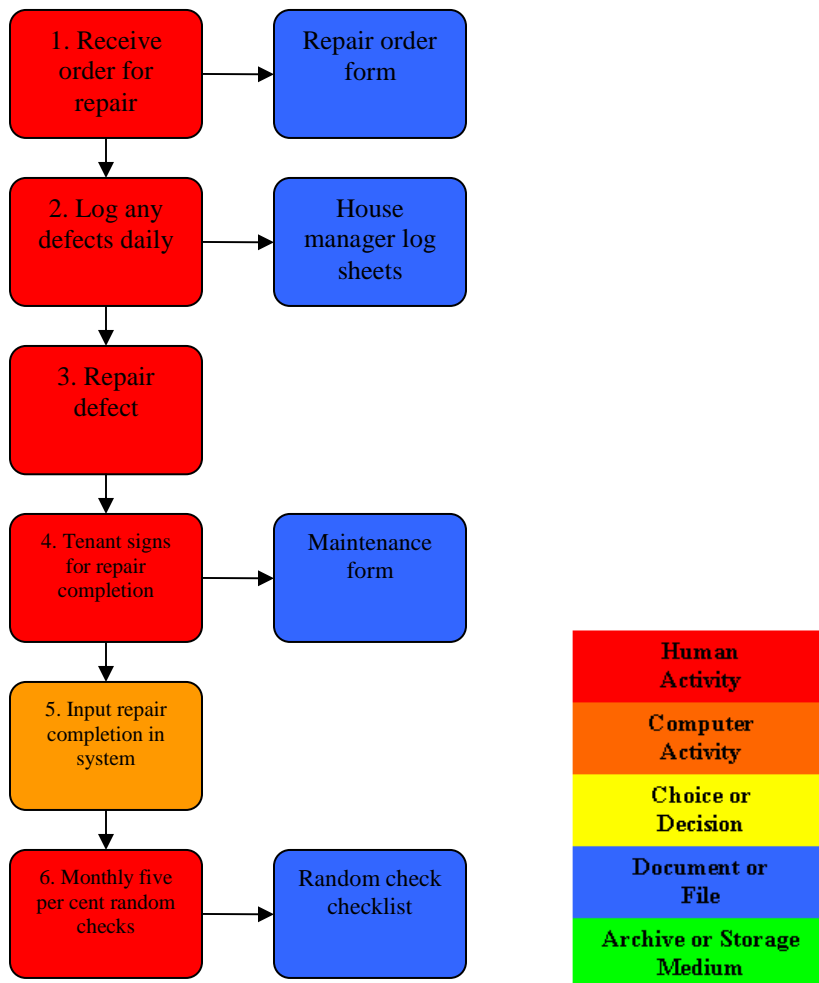 1. Receive
order for
repair
Repair order
form
2. Log any
defects daily
House
manager log
sheets
3. Repair
defect
4. Tenant signs
for repair
completion
Maintenance
form
5. Input repair
completion in
system
6. Monthly five
per cent random
checks
Random check
checklist
Human
Activity
Computer
Activity
Choice or
Decision
Document or
File
Archive or Storage
Medium